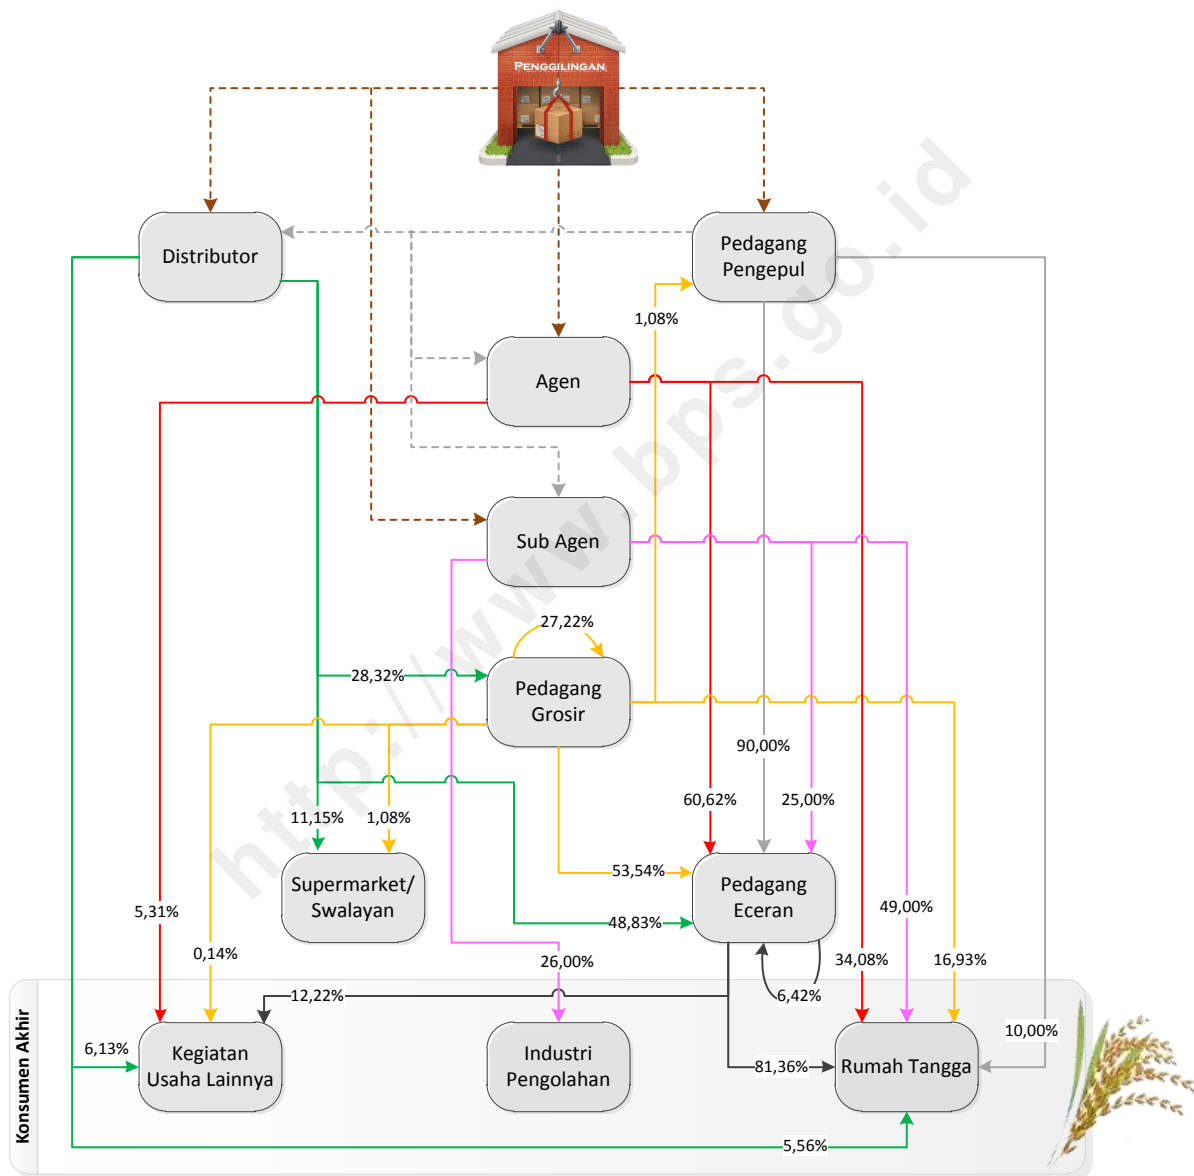 PENGGILINGAN
Distributor
Pedagang
Pengepul
1,08%
Agen
Sub Agen
27,22%
28,32%
Pedagang
Grosir
90,00%
60,62%
25,00%
11,15%
1,08%
53,54%
Supermarket/
Swalayan
Pedagang
Eceran
5,31%
48,83%
49,00%
0,14%
26,00%
34,08%
16,93%
12,22%
6,42%
Konsumen Akhir
10,00%
6,13%
Kegiatan
Usaha Lainnya
Industri
Pengolahan
81,36%
Rumah Tangga
5,56%
http://www.bps.go.id